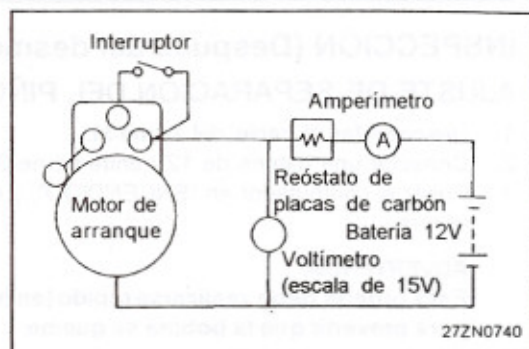 Interruptor
Amperímetro
A
Reóstato de
placas de carbón
Motor de
arranque
Batería 12V
Voltímetro
(escala de 15V)
27ZN0740